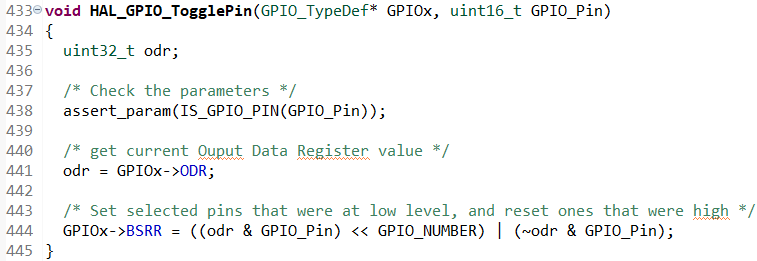 433 void HAL_GPIO_TogglePin(GPIO_TypeDef* GPIOx, uint16_t GPIO_Pin)
434 {
435   uint32_t odr;
436
437   /* Check the parameters */
438   assert_param(IS_GPIO_PIN(GPIO_Pin));
439
440   /* get current Ouput Data Register value */
441   odr = GPIOx->ODR;
442
443   /* Set selected pins that were at low level, and reset ones that were high */
444   GPIOx->BSRR = ((odr & GPIO_Pin) << GPIO_NUMBER) | (~odr & GPIO_Pin);
445 }